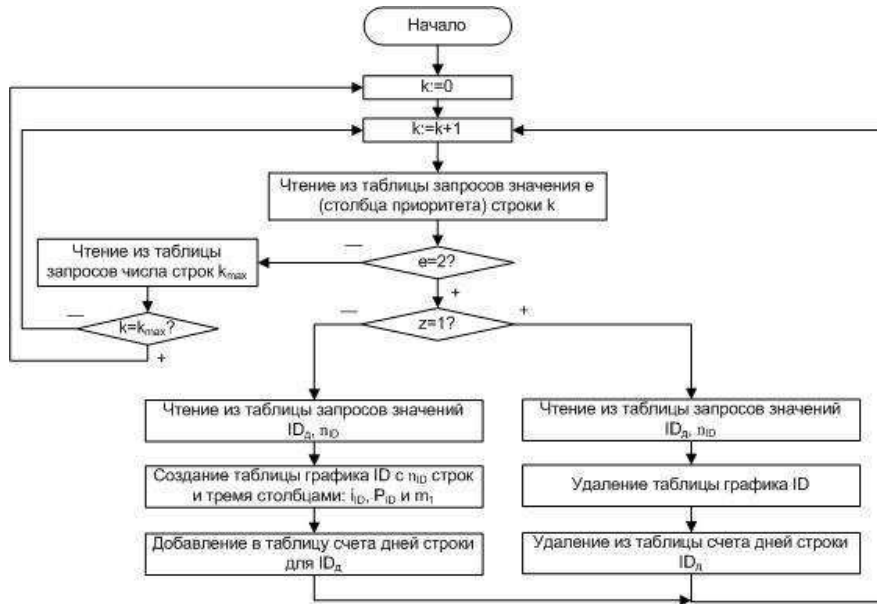 Начало
k:=0
k:=k+1
Чтение из таблицы запросов значения e
(столбца приоритета) строки k
—
e=2?
+
Чтение из таблицы
запросов числа строк kmax
—
k=kmax?
+
—
z=1?
+
Чтение из таблицы запросов значений
IDд, nID
Создание таблицы графика ID с nID строк
и тремя столбцами: iID, PID и m1
Добавление в таблицу счета дней строки
для IDд
Чтение из таблицы запросов значений
IDд, nID
Удаление таблицы графика ID
Удаление из таблицы счета дней строки
IDд